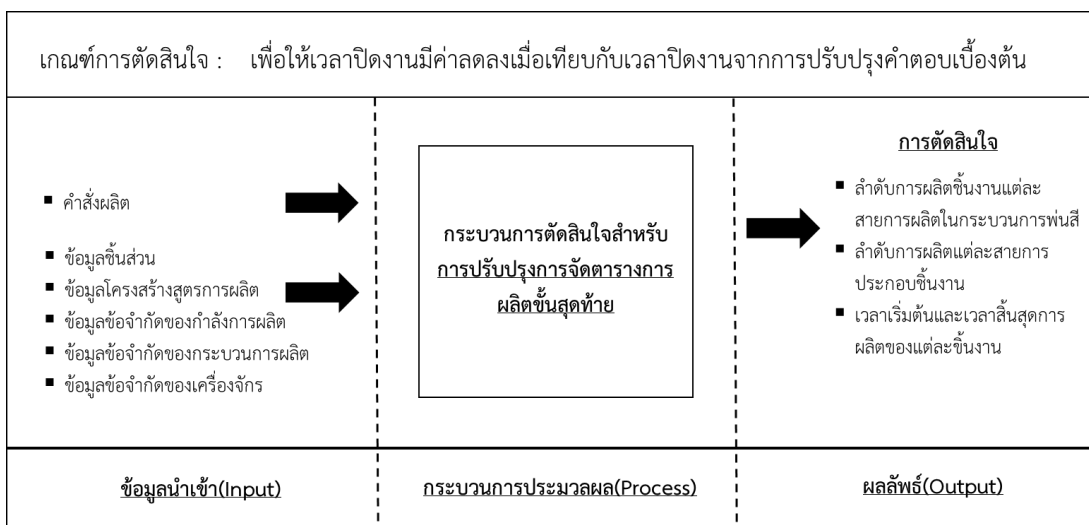 เกณฑ์การตัดสินใจ : เพื่อให้เวลาปิดงานมีค่าลดลงเมื่อเทียบกับเวลาปิดงานจากการปรับปรุงคำตอบเบื้องต้น
▪ คำสั่งผลิต
▪ ข้อมูลชิ้นส่วน
▪ ข้อมูลโครงสร้างสูตรการผลิต
▪ ข้อมูลข้อจำกัดของกำลังการผลิต
▪ ข้อมูลข้อจำกัดของกระบวนการผลิต
▪ ข้อมูลข้อจำกัดของเครื่องจักร
กระบวนการตัดสินใจสำหรับ
การปรับปรุงการจัดตารางการ
ผลิตขั้นสุดท้าย
การตัดสินใจ
▪ ลำดับการผลิตชิ้นงานแต่ละ
สายการผลิตในกระบวนการพ่นสี
▪ ลำดับการผลิตแต่ละสายการ
ประกอบชิ้นงาน
▪ เวลาเริ่มต้นและเวลาสิ้นสุดการ
ผลิตของแต่ละขิ้นงาน
ข้อมูลนำเข้า(Input)
กระบวนการประมวลผล(Process)
ผลลัพธ์(Output)